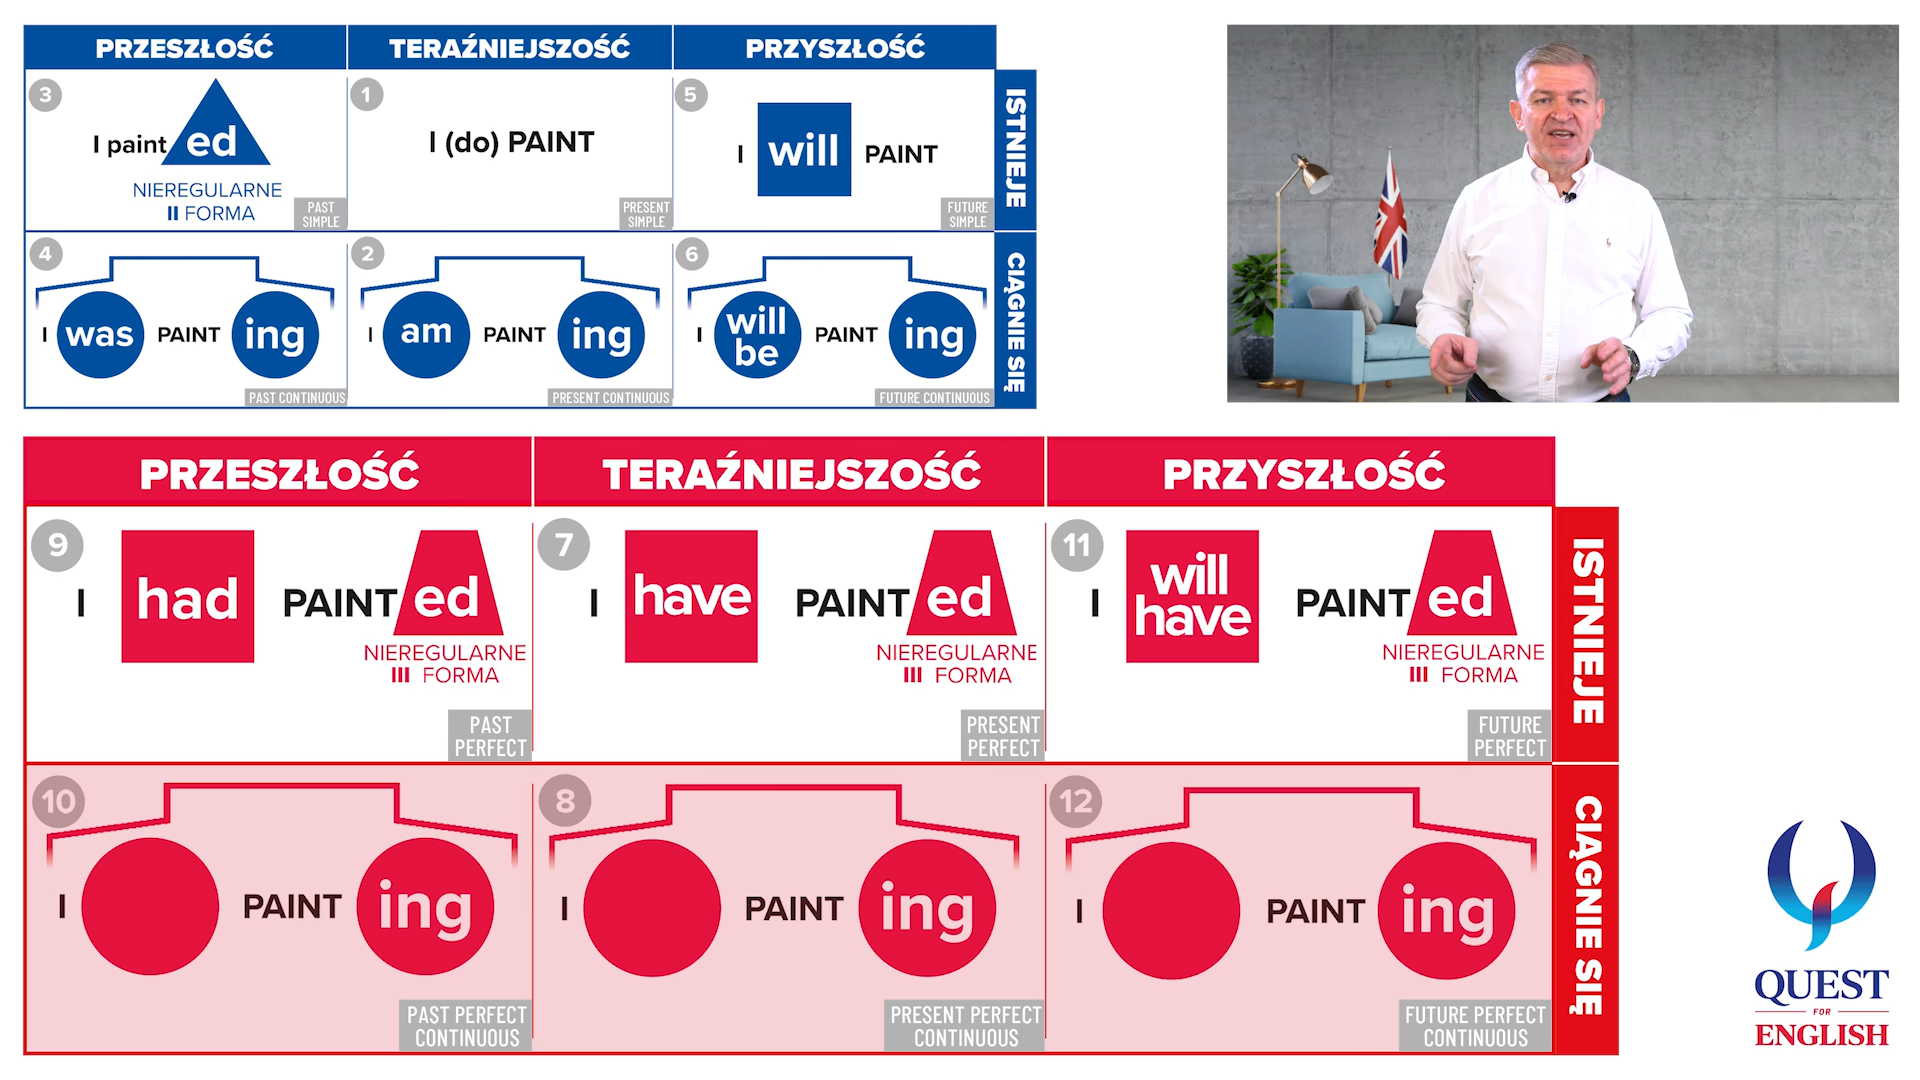 PRZESZŁOŚĆ TERAŹNIEJSZOŚĆ PRZYSZŁOŚĆ
3 I paint ed
NIEREGULARNE
II FORMA
PAST
SIMPLE
1 I (do) PAINT
PRESENT
SIMPLE
5 I will PAINT
FUTURE
SIMPLE
ISTNIEJE
4 I was PAINT ing
PAST CONTINUOUS
2 I am PAINT ing
PRESENT CONTINUOUS
6 I will be PAINT ing
FUTURE CONTINUOUS
CIĄGNIE SIĘ
PRZESZŁOŚĆ TERAŹNIEJSZOŚĆ PRZYSZŁOŚĆ
9 I had PAINT ed
NIEREGULARNE
III FORMA
PAST
PERFECT
7 I have PAINT ed
NIEREGULARNE
III FORMA
PRESENT
PERFECT
11 I will have PAINT ed
NIEREGULARNE
III FORMA
FUTURE
PERFECT
ISTNIEJE
10 I PAINT ing
PAST PERFECT
CONTINUOUS
8 I PAINT ing
PRESENT PERFECT
CONTINUOUS
12 I PAINT ing
FUTURE PERFECT
CONTINUOUS
CIĄGNIE SIĘ
QUEST
FOR
ENGLISH